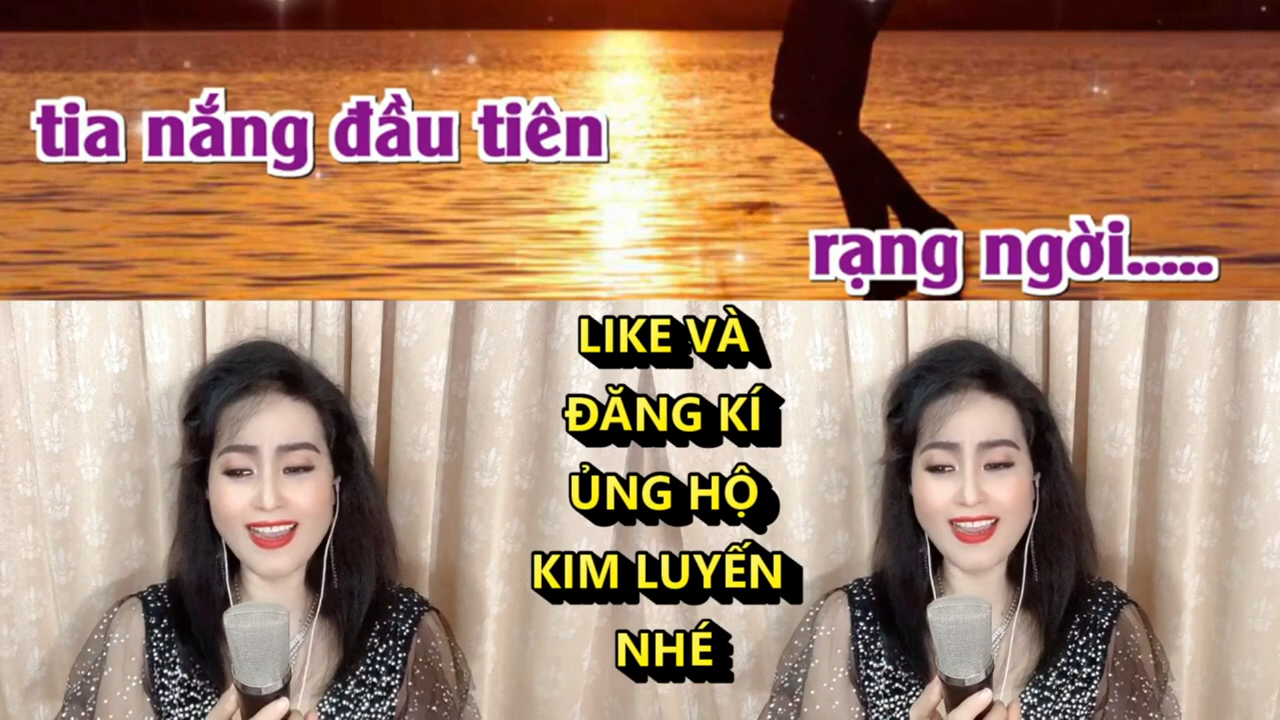 tia nắng đầu tiên
rạng ngời.....
LIKE VÀ
ĐĂNG KÍ
ỦNG HỘ
KIM LUYẾN
NHÉ